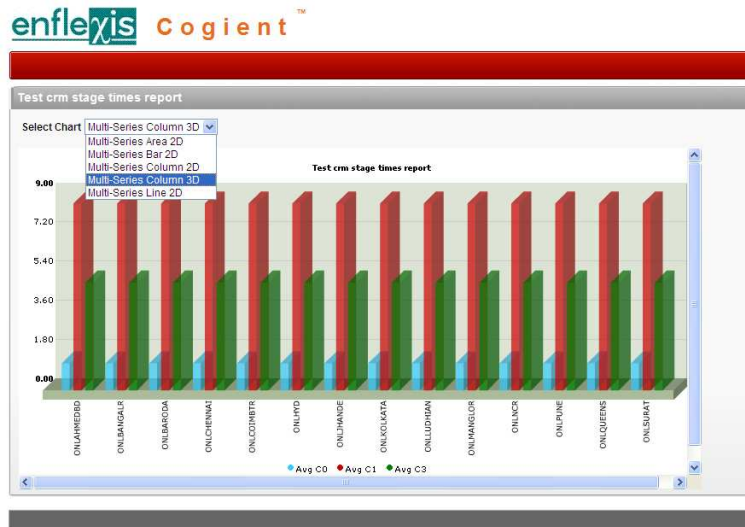 enfleχis Cogient ™
Test crm stage times report
Select Chart Multi-Series Column 3D
Multi-Series Area 2D
Multi-Series Bar 2D
Multi-Series Column 2D
Multi-Series Column 3D
Multi-Series Line 2D
Test crm stage times report
9.00
7.20
5.40
3.60
1.80
0.00
ONLAHMEDBD
ONLBANGALR
ONLBARODA
ONLCHENNAI
ONLCOIMBTR
ONLHYD
ONLJHANDE
ONLKOLKATA
ONLLUDHIAN
ONLMANGLOR
ONLNCR
ONLPUNE
ONLQUEENS
ONLSURAT
Avg C0 Avg C1 Avg C3